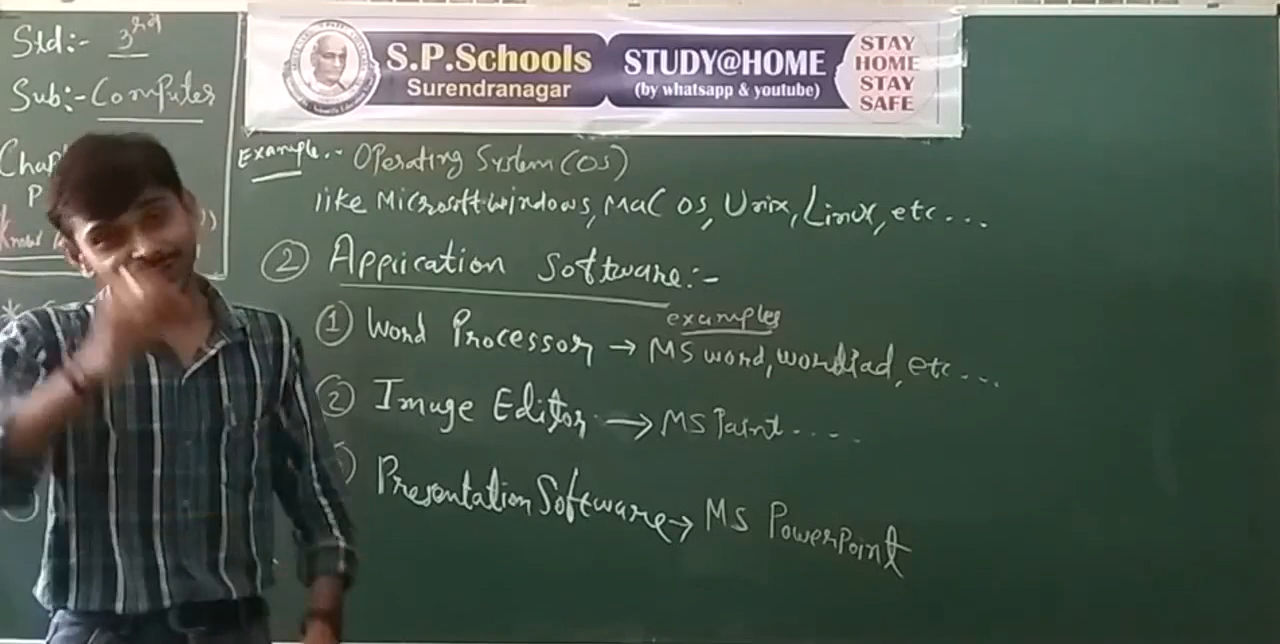 Std:- 3rd
Sub:- Computer
Chap
P
Know
S.P.Schools
Surendranagar
STUDY@HOME
(by whatsapp & youtube)
STAY
HOME
STAY
SAFE
Example:- Operating System (OS)
like Microsoft windows, Mac OS, Unix, Linux, etc...
② Application Software:-
examples
① Word Processor → MS word, wordPad, etc....
② Image Editor → MS Paint....
Presentation Software → MS PowerPoint